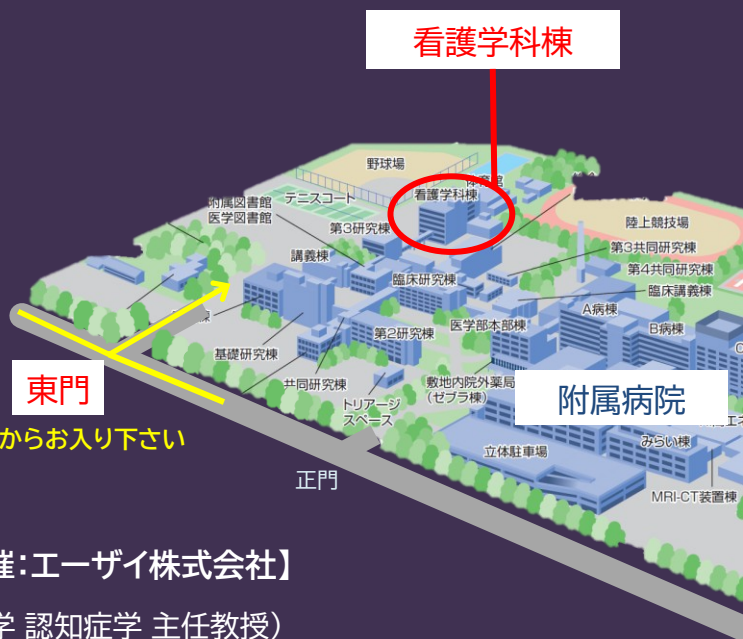 看護学科棟
野球場
看護学科棟
附属図書館
医学図書館
テニスコート
第3研究棟
陸上競技場
第3共同研究棟
第4共同研究棟
臨床講義棟
講義棟
臨床研究棟
A病棟
B病棟
医学部本部棟
第2研究棟
基礎研究棟
共同研究棟
東門
トリアージ
スペース
敷地内院外薬局
(ゼブラ棟)
附属病院
からお入り下さい
立体駐車場
みらい棟
正門
MRI-CT装置棟
催:エーザイ株式会社】
学 認知症学 主任教授)